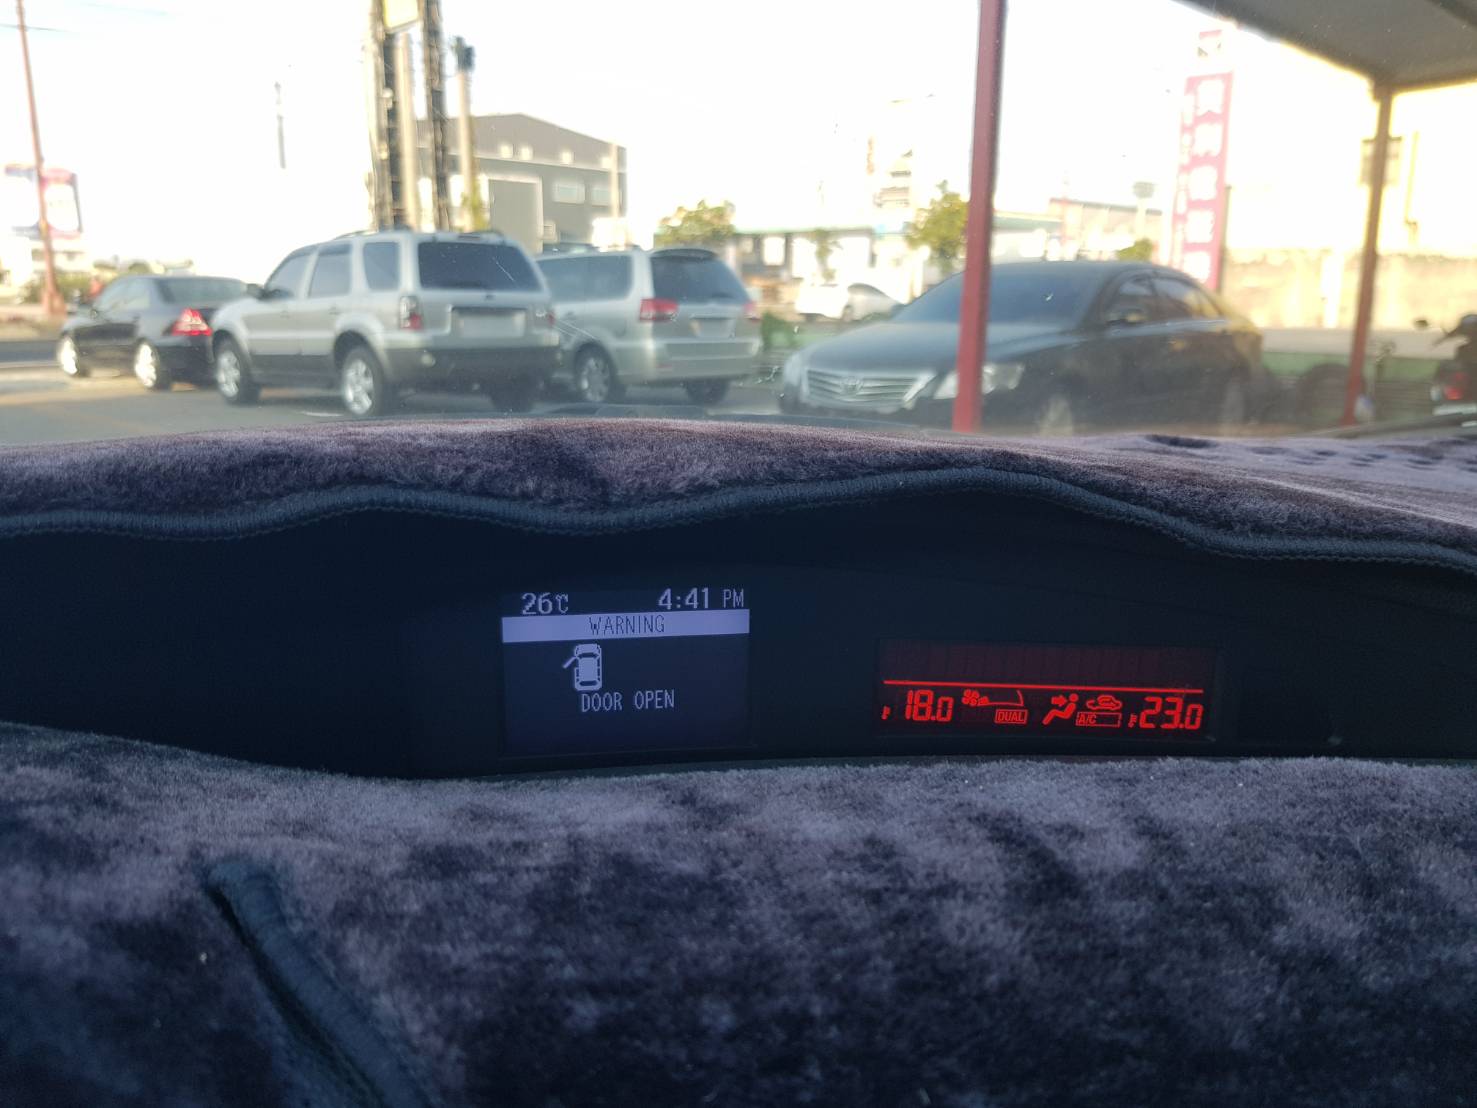 26℃ 4:41 PM
WARNING
DOOR OPEN
18.0 DUAL A/C 23.0